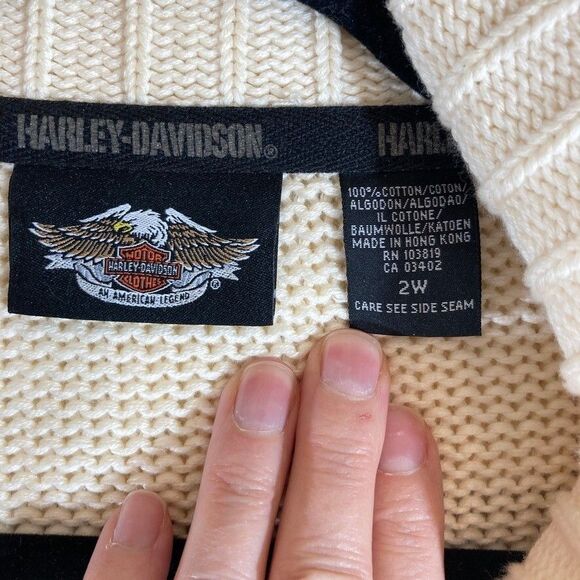 HARLEY-DAVIDSON®
HARL
MOTOR
HARLEY-DAVIDSON
CLOTHES
AN AMERICAN LEGEND
®
100% COTTON/COTON/
ALGODON/ALGODAO/
IL COTONE/
BAUMWOLLE/KATOEN
MADE IN HONG KONG
RN 103819
CA 03402
2W
CARE SEE SIDE SEAM